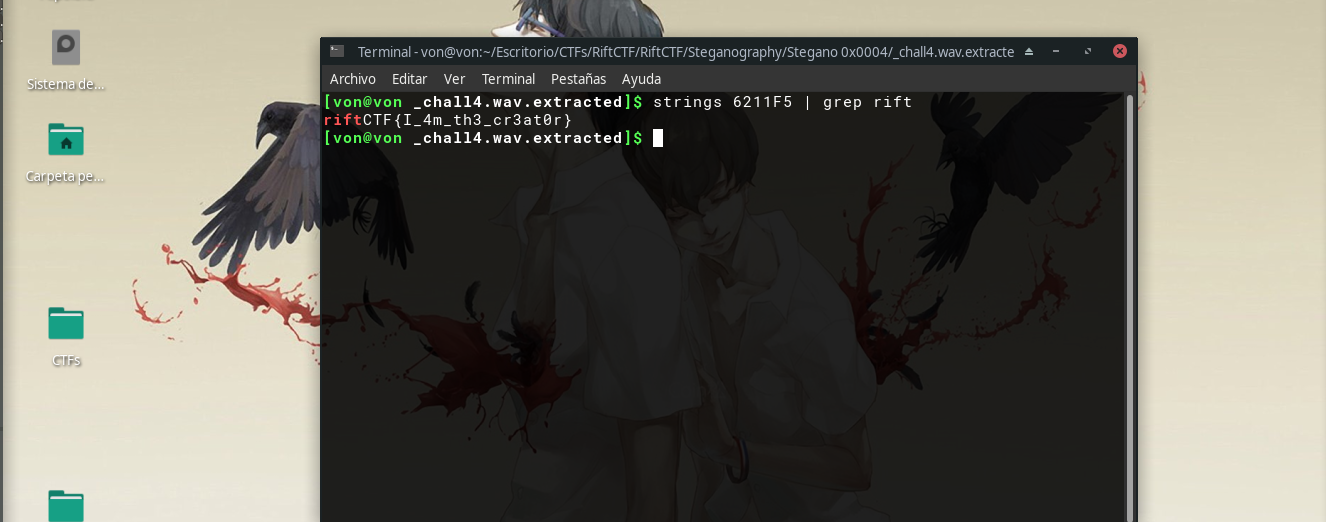 Terminal - von@von:~/Escritorio/CTFs/RiftCTF/RiftCTF/Steganography/Stegano 0x0004/_chall4.wav.extracte
Archivo Editar Ver Terminal Pestañas Ayuda
[von@von _chall4.wav.extracted]$ strings 6211F5 | grep rift
riftCTF{I_4m_th3_cr3at0r}
[von@von _chall4.wav.extracted]$
Sistema de...
Carpeta pe...
CTFs